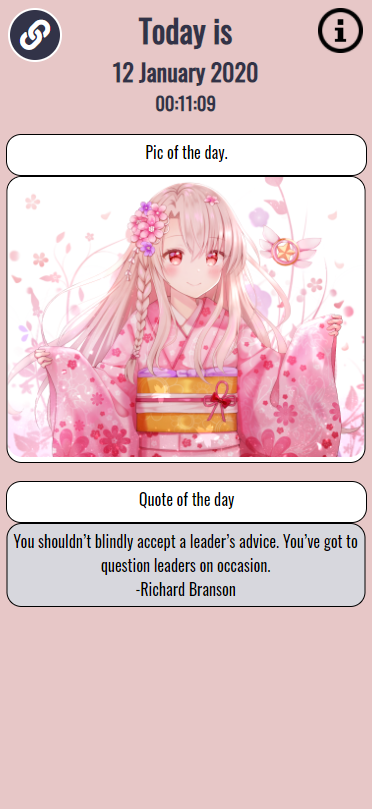 Today is
12 January 2020
00:11:09
Pic of the day.
Quote of the day
You shouldn’t blindly accept a leader’s advice. You’ve got to
question leaders on occasion.
-Richard Branson